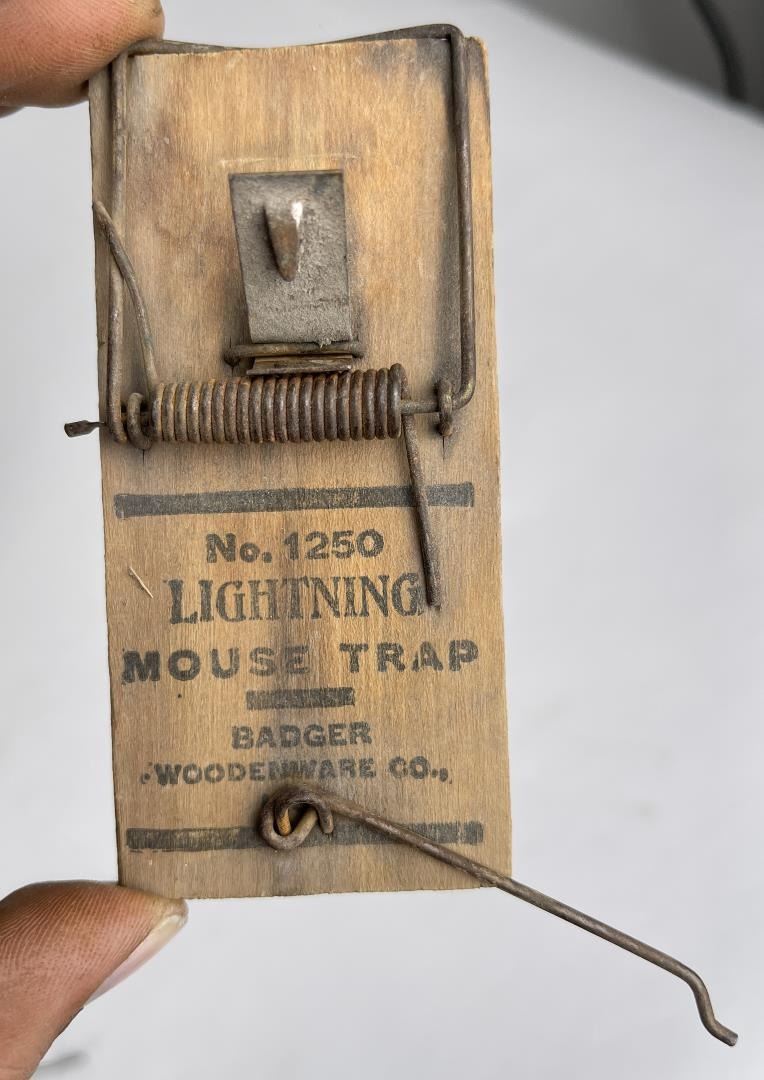 No. 1250
LIGHTNING
MOUSE TRAP
BADGER
WOODENWARE CO.,